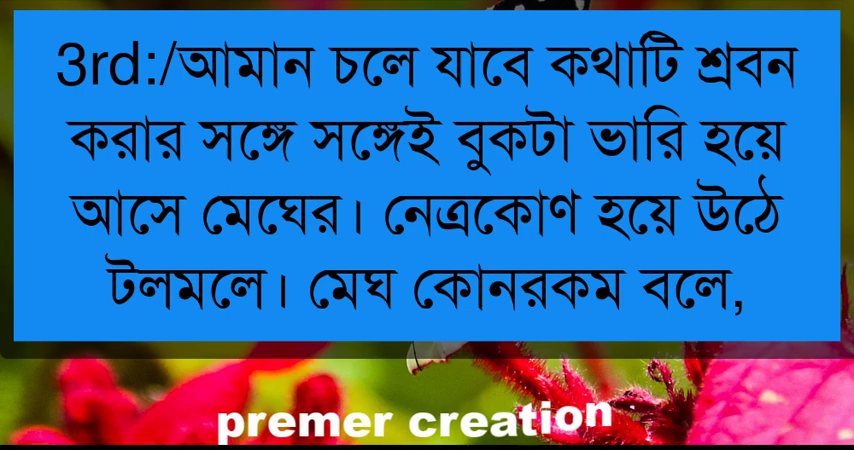 3rd:/আমান চলে যাবে কথাটি শ্রবন
করার সঙ্গে সঙ্গেই বুকটা ভারি হয়ে
আসে মেঘের। নেত্রকোণ হয়ে উঠে
টলমলে। মেঘ কোনরকম বলে,
premer creation